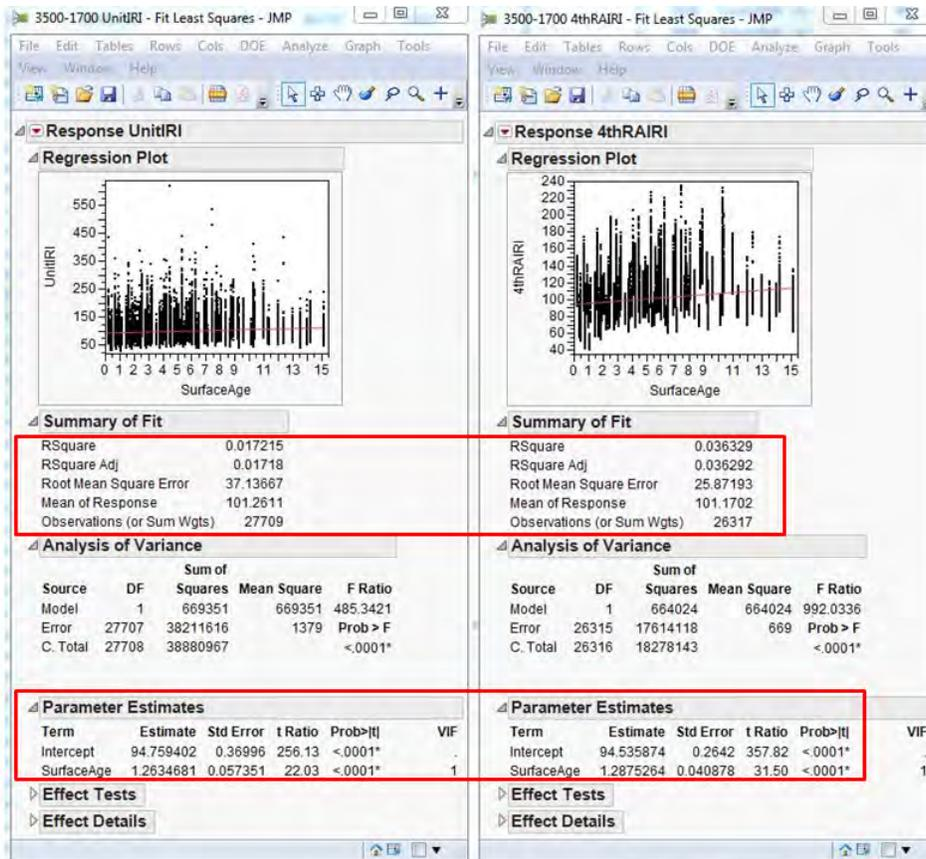 3500-1700 UnitIRI - Fit Least Squares - JMP
File Edit Tables Rows Cols DOE Analyze Graph Tools
View Window Help
Response UnitIRI
Regression Plot
550
450
350
250
150
50
UnitIRI
0 1 2 3 4 5 6 7 8 9 11 13 15
SurfaceAge
Summary of Fit
RSquare 0.017215
RSquare Adj 0.01718
Root Mean Square Error 37.13667
Mean of Response 101.2611
Observations (or Sum Wgts) 27709
Analysis of Variance
Sum of
Source DF Squares Mean Square F Ratio
Model 1 669351 669351 485.3421
Error 27707 38211616 1379 Prob > F
C. Total 27708 38880967 <.0001*
Parameter Estimates
Term Estimate Std Error t Ratio Prob>|t| VIF
Intercept 94.759402 0.36996 256.13 <.0001* .
SurfaceAge 1.2634681 0.057351 22.03 <.0001* 1
Effect Tests
Effect Details
3500-1700 4thRAIRI - Fit Least Squares - JMP
File Edit Tables Rows Cols DOE Analyze Graph Tools
View Window Help
Response 4thRAIRI
Regression Plot
240
220
200
180
160
140
120
100
80
60
40
4thRAIRI
0 1 2 3 4 5 6 7 8 9 11 13 15
SurfaceAge
Summary of Fit
RSquare 0.036329
RSquare Adj 0.036292
Root Mean Square Error 25.87193
Mean of Response 101.1702
Observations (or Sum Wgts) 26317
Analysis of Variance
Sum of
Source DF Squares Mean Square F Ratio
Model 1 664024 664024 992.0336
Error 26315 17614118 669 Prob > F
C. Total 26316 18278143 <.0001*
Parameter Estimates
Term Estimate Std Error t Ratio Prob>|t| VIF
Intercept 94.535874 0.2642 357.82 <.0001* .
SurfaceAge 1.2875264 0.040878 31.50 <.0001* 1
Effect Tests
Effect Details